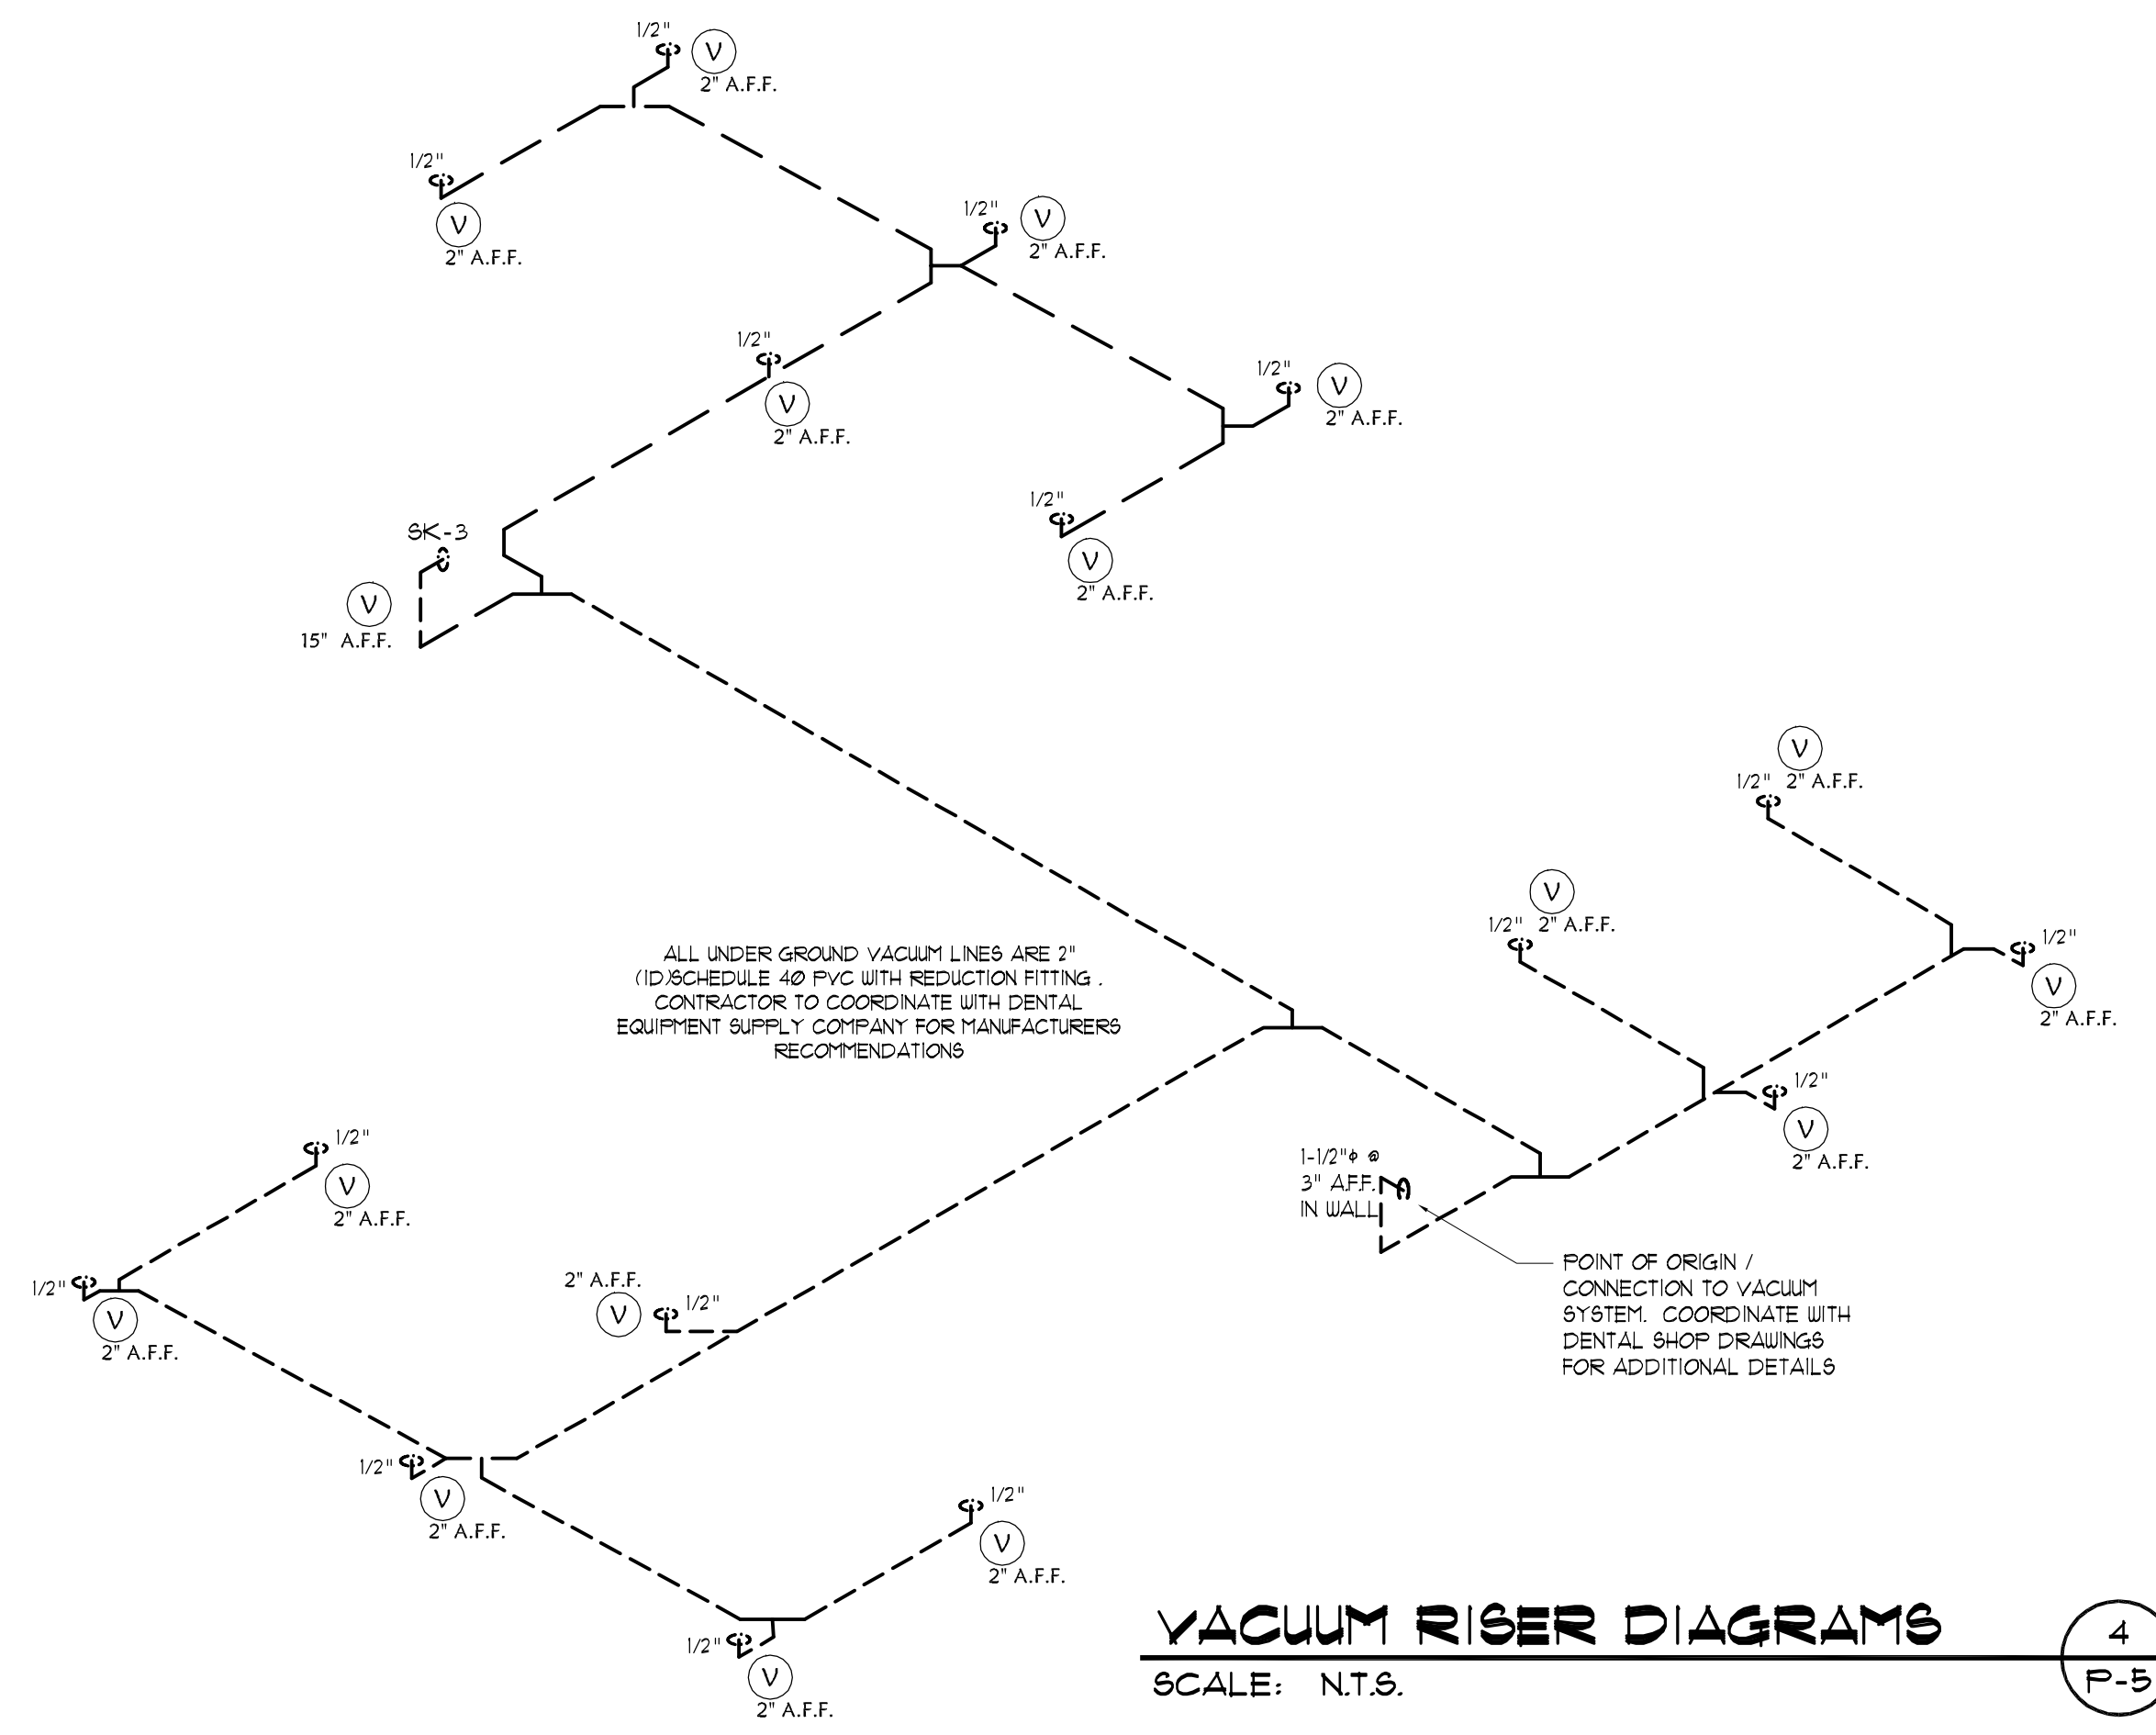 1/2"
V
2" A.F.F.
1/2"
V
2" A.F.F.
1/2"
V
2" A.F.F.
1/2"
V
2" A.F.F.
1/2"
V
2" A.F.F.
1/2"
V
2" A.F.F.
SK-3
V
15" A.F.F.
V
1/2" 2" A.F.F.
V
1/2" 2" A.F.F.
1/2"
V
2" A.F.F.
1/2"
V
2" A.F.F.
ALL UNDER GROUND VACUUM LINES ARE 2"
(ID)SCHEDULE 40 PVC WITH REDUCTION FITTING .
CONTRACTOR TO COORDINATE WITH DENTAL
EQUIPMENT SUPPLY COMPANY FOR MANUFACTURERS
RECOMMENDATIONS
1-1/2"ϕ @
3" A.F.F.
IN WALL
POINT OF ORIGIN /
CONNECTION TO VACUUM
SYSTEM. COORDINATE WITH
DENTAL SHOP DRAWINGS
FOR ADDITIONAL DETAILS
1/2"
V
2" A.F.F.
1/2"
V
2" A.F.F.
2" A.F.F.
V
1/2"
1/2"
V
2" A.F.F.
1/2"
V
2" A.F.F.
1/2"
V
2" A.F.F.
VACUUM RISER DIAGRAMS
SCALE: N.T.S.
4
P-5